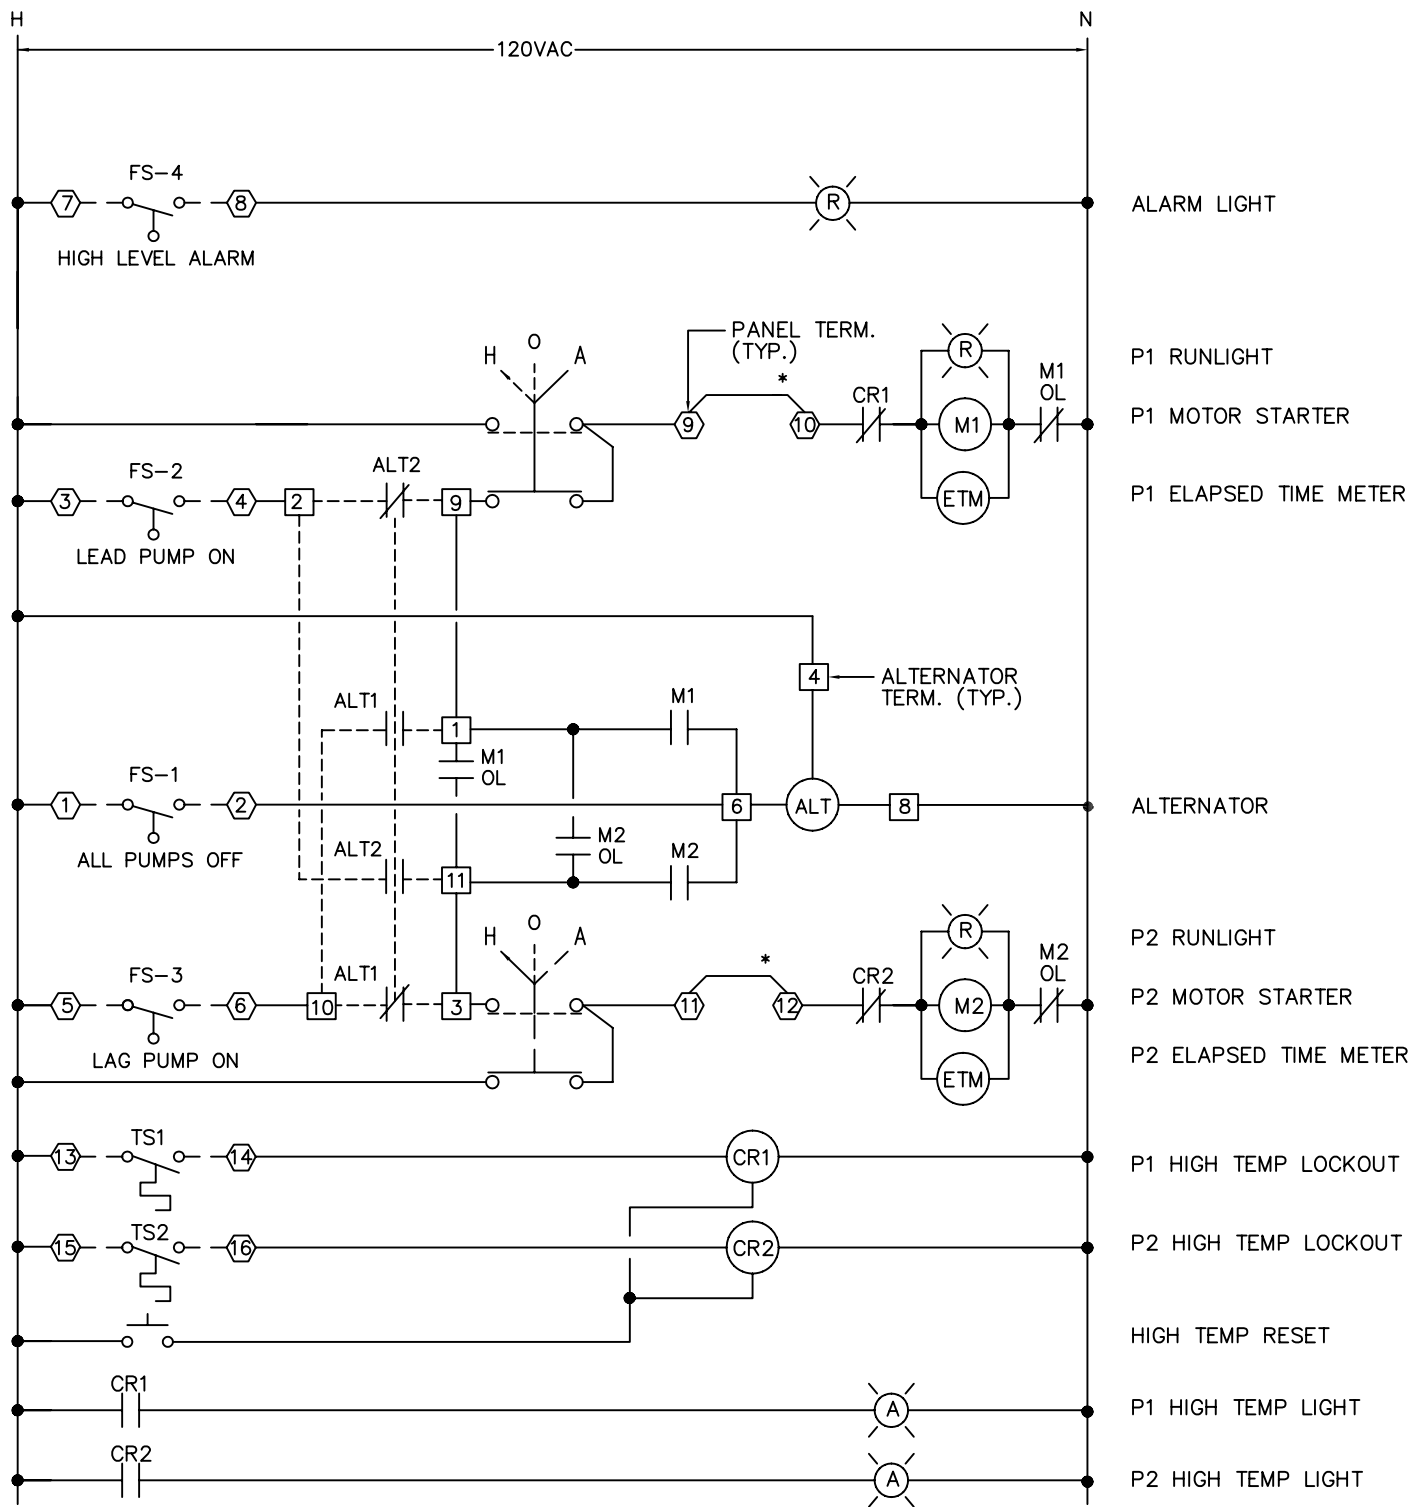 H
N
120VAC
FS-4
7
8
R
ALARM LIGHT
HIGH LEVEL ALARM
PANEL TERM.
(TYP.)
H
O
A
*
R
P1 RUNLIGHT
CR1
M1
OL
9
10
M1
P1 MOTOR STARTER
FS-2
ALT2
3
4
2
9
ETM
P1 ELAPSED TIME METER
LEAD PUMP ON
4
ALTERNATOR
TERM. (TYP.)
ALT1
M1
1
M1
OL
FS-1
1
2
6
ALT
8
ALTERNATOR
ALL PUMPS OFF
ALT2
M2
OL
M2
11
H
O
A
*
R
P2 RUNLIGHT
FS-3
ALT1
CR2
M2
OL
5
6
10
3
11
12
M2
P2 MOTOR STARTER
LAG PUMP ON
P2 ELAPSED TIME METER
ETM
TS1
13
14
CR1
P1 HIGH TEMP LOCKOUT
TS2
15
16
CR2
P2 HIGH TEMP LOCKOUT
HIGH TEMP RESET
CR1
A
P1 HIGH TEMP LIGHT
CR2
A
P2 HIGH TEMP LIGHT